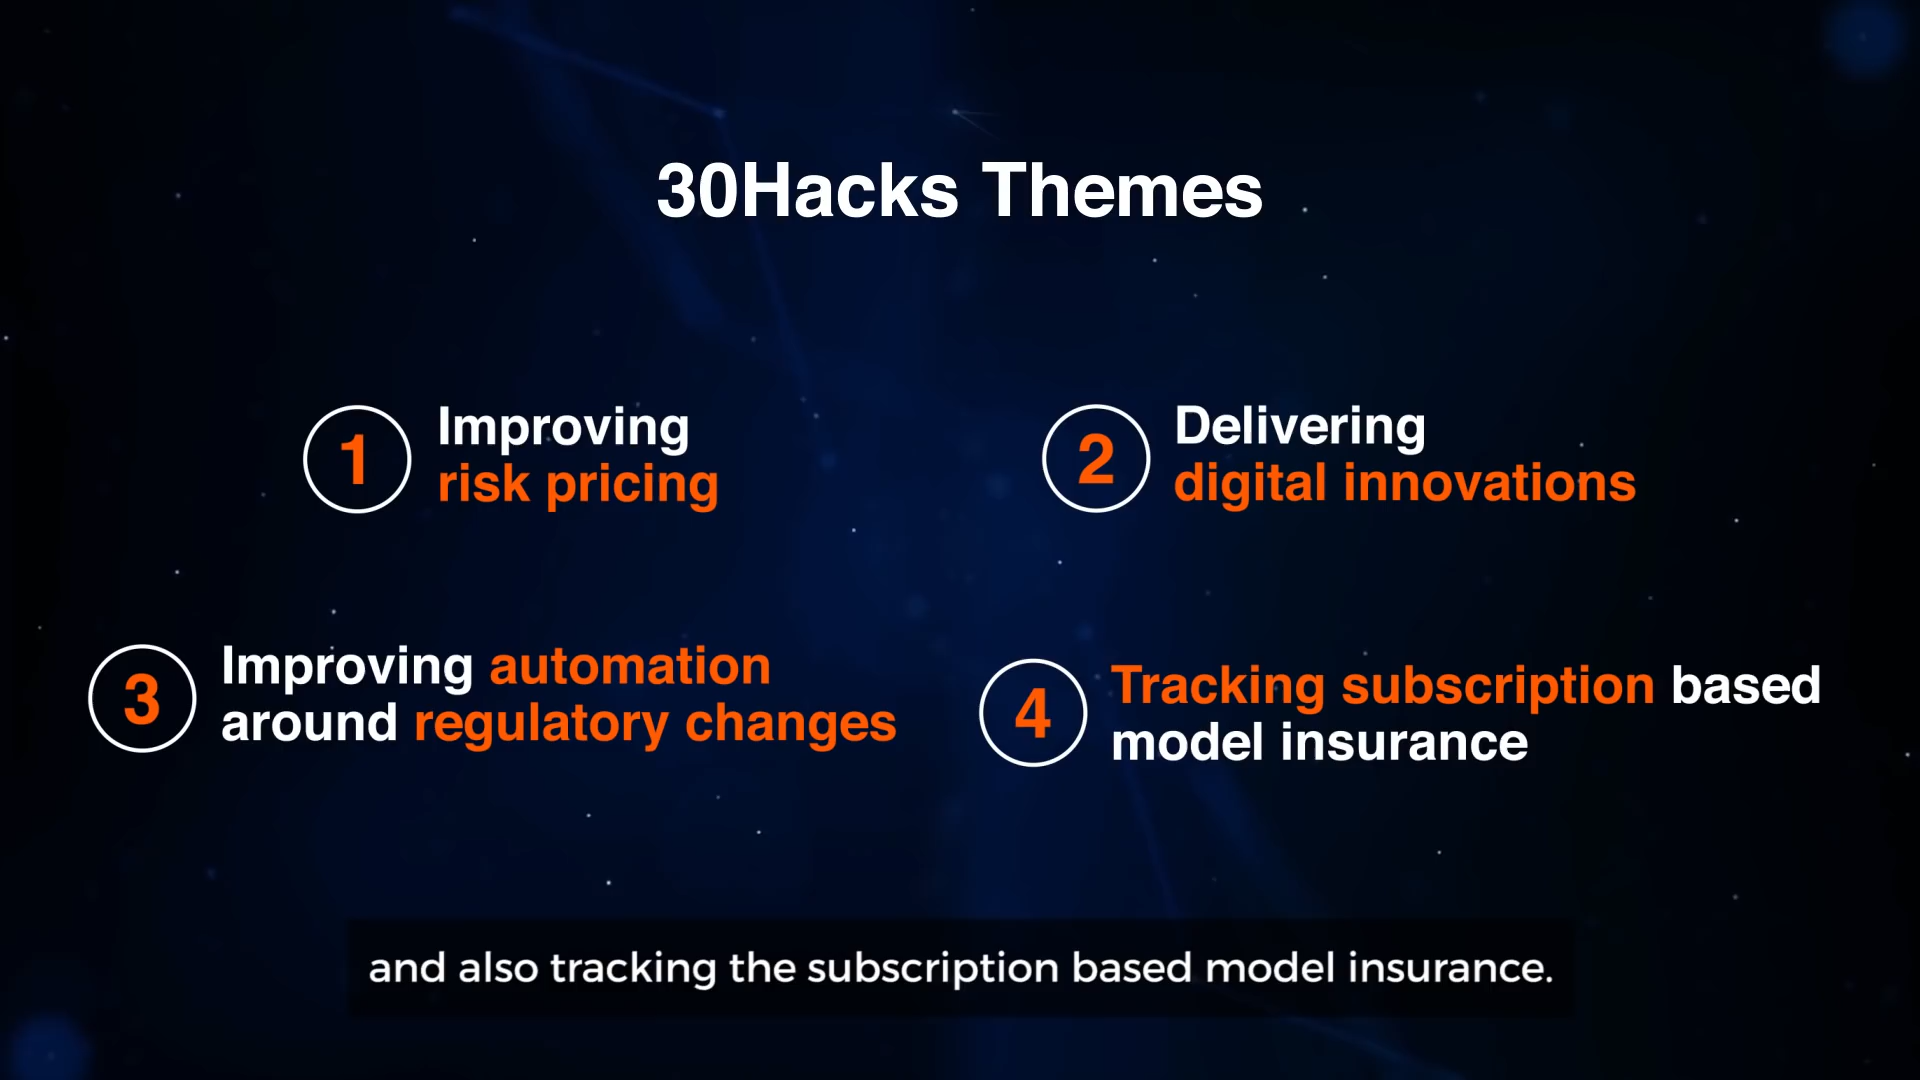 30Hacks Themes
1
Improving
risk pricing
2
Delivering
digital innovations
3
Improving automation
around regulatory changes
4
Tracking subscription based
model insurance
and also tracking the subscription based model insurance.